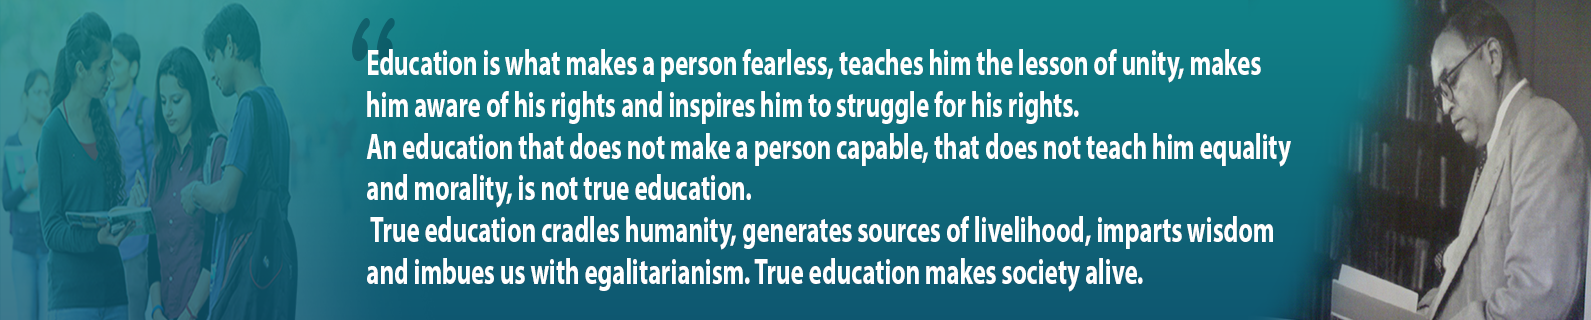 “
Education is what makes a person fearless, teaches him the lesson of unity, makes
him aware of his rights and inspires him to struggle for his rights.
An education that does not make a person capable, that does not teach him equality
and morality, is not true education.
True education cradles humanity, generates sources of livelihood, imparts wisdom
and imbues us with egalitarianism. True education makes society alive.